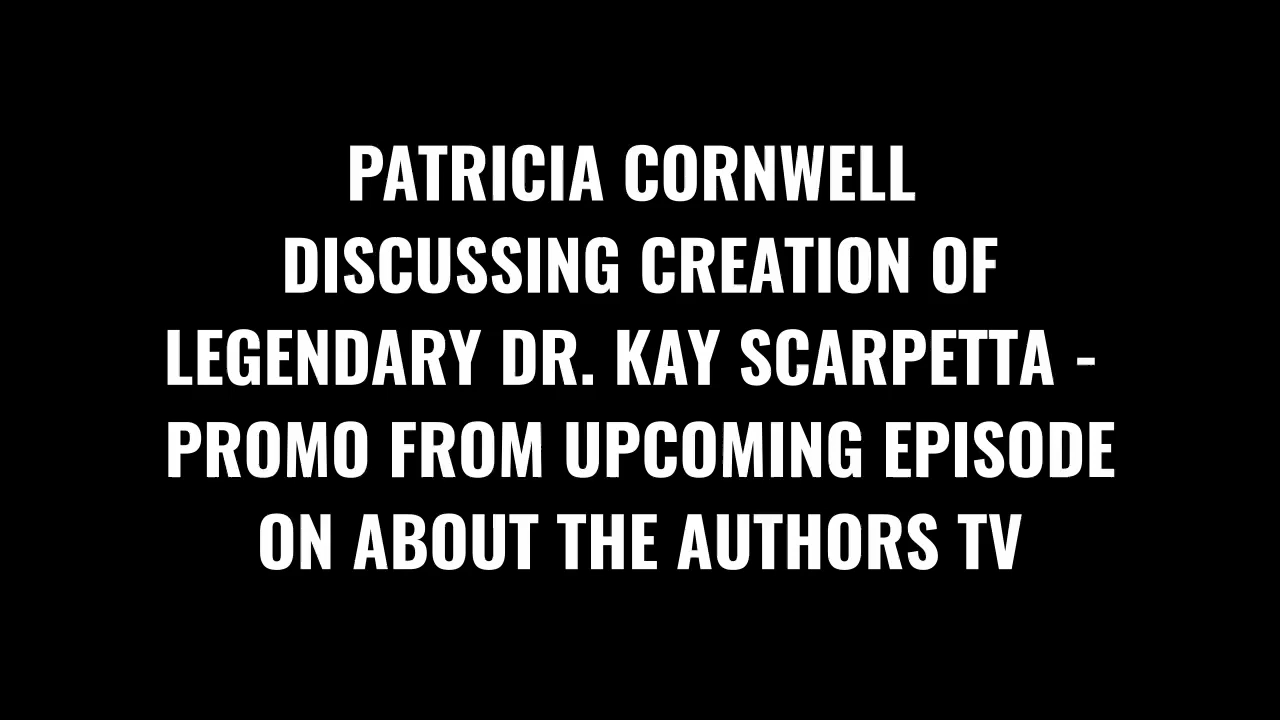 PATRICIA CORNWELL
DISCUSSING CREATION OF
LEGENDARY DR. KAY SCARPETTA -
PROMO FROM UPCOMING EPISODE
ON ABOUT THE AUTHORS TV